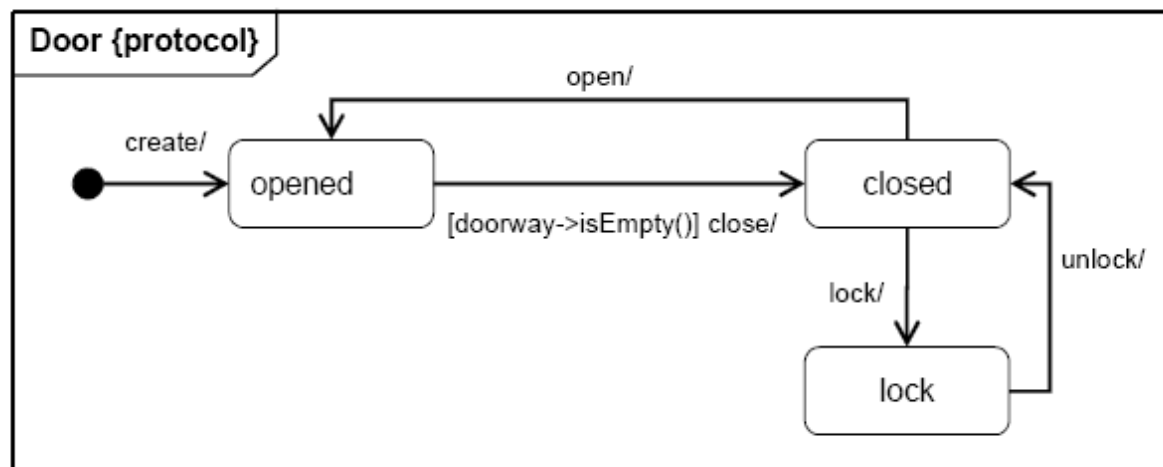 Door {protocol}
open/
create/
opened
closed
[doorway->isEmpty()] close/
unlock/
lock/
lock